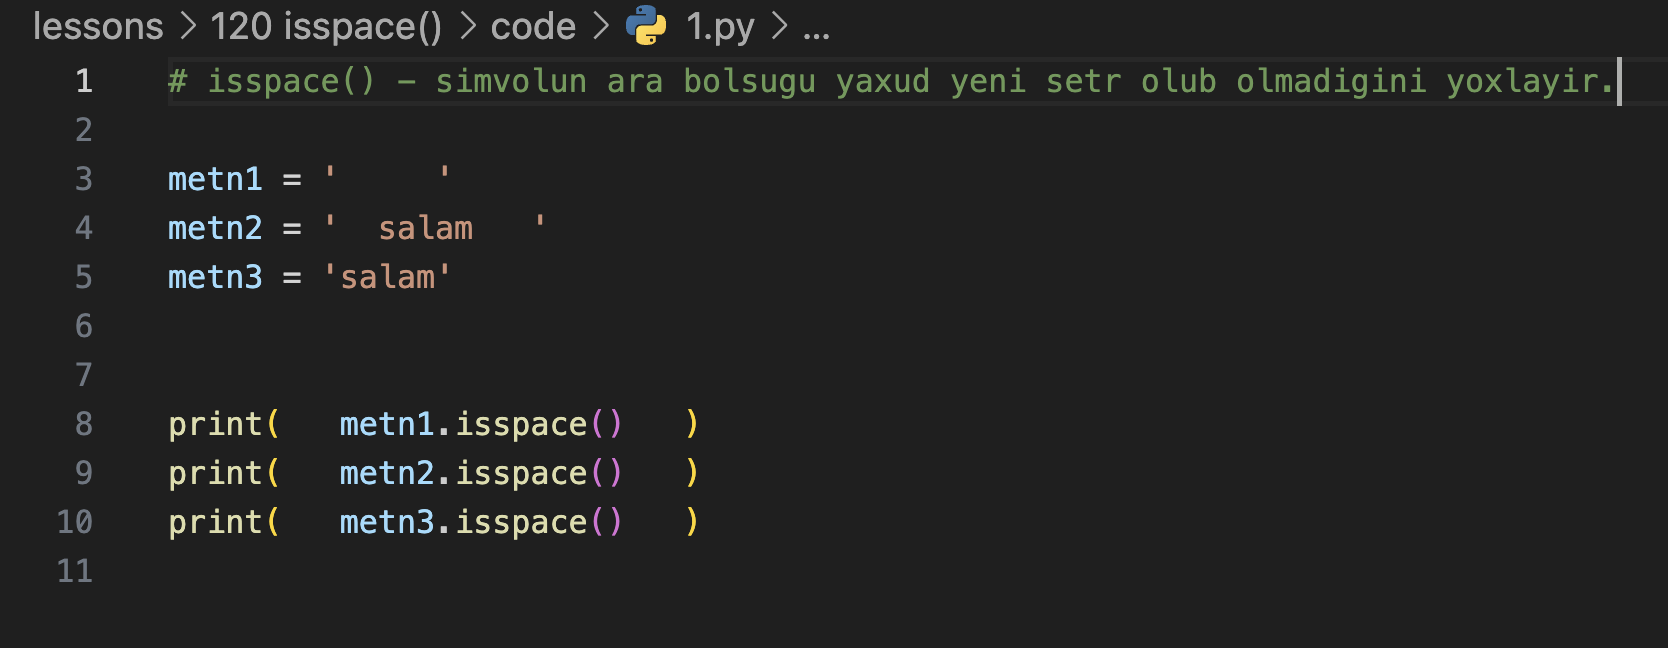 lessons > 120 isspace() > code > 1.py > ...
1 # isspace() - simvolun ara bolsugu yaxud yeni setr olub olmadigini yoxlayir.
2
3 metn1 = '     '
4 metn2 = '  salam   '
5 metn3 = 'salam'
6
7
8 print(   metn1.isspace()   )
9 print(   metn2.isspace()   )
10 print(   metn3.isspace()   )
11